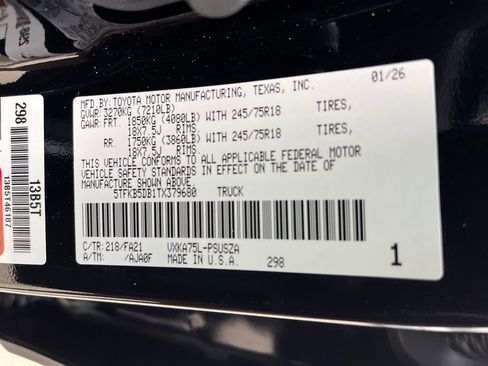 MFD.BY:TOYOTA MOTOR MANUFACTURING, TEXAS, INC. 01/26
GVWR: 3270KG (7210LB)
GAWR: FRT. 1850KG (4080LB) WITH 245/75R18 TIRES,
18X7.5J RIMS.
RR. 1750KG (3860LB) WITH 245/75R18 TIRES,
18X7.5J RIMS.
THIS VEHICLE CONFORMS TO ALL APPLICABLE FEDERAL MOTOR
VEHICLE SAFETY STANDARDS IN EFFECT ON THE DATE OF
MANUFACTURE SHOWN ABOVE.
5TFKB5DB1TX379680 TRUCK
C/TR:218/FA21 VXKA75L-PSUSZA
A/TM: /AJA0F MADE IN U.S.A. 298 1
298
13B5T
13B5T46187